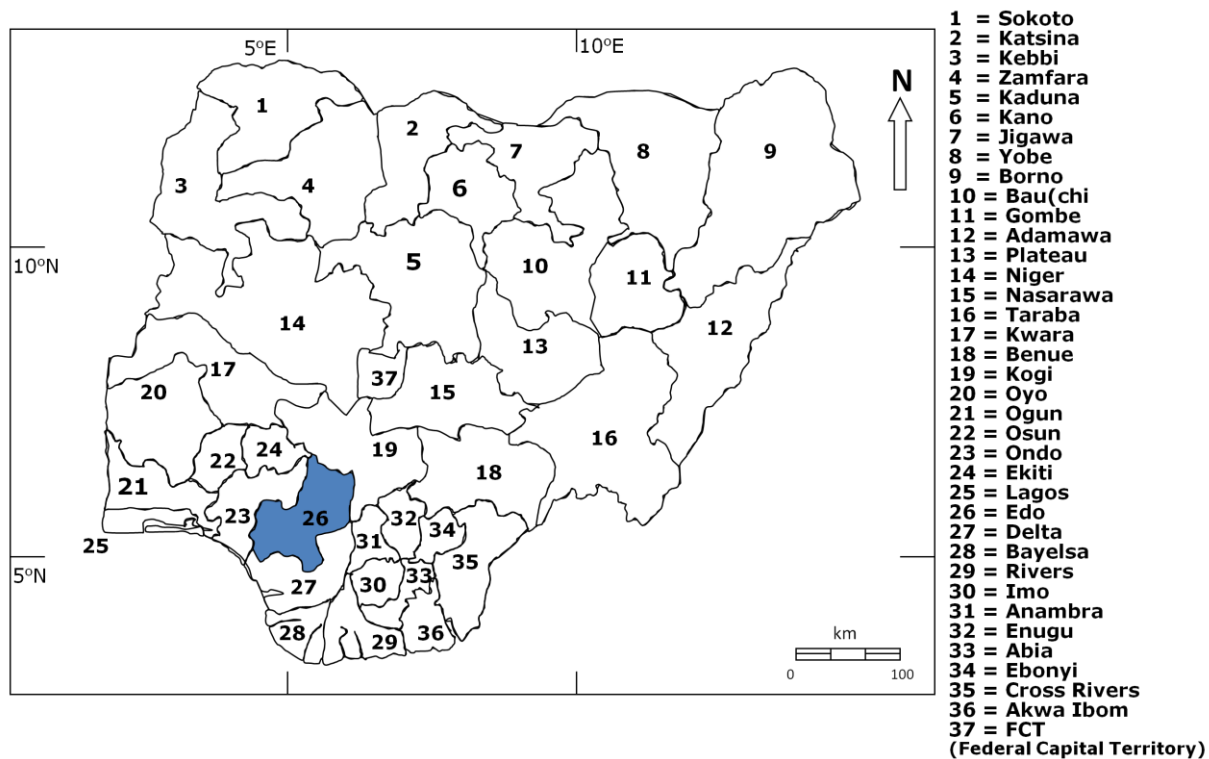 5°E
10°E
1 = Sokoto
2 = Katsina
3 = Kebbi
4 = Zamfara
5 = Kaduna
6 = Kano
7 = Jigawa
8 = Yobe
9 = Borno
10 = Bau(chi
11 = Gombe
12 = Adamawa
13 = Plateau
14 = Niger
15 = Nasarawa
16 = Taraba
17 = Kwara
18 = Benue
19 = Kogi
20 = Oyo
21 = Ogun
22 = Osun
23 = Ondo
24 = Ekiti
25 = Lagos
26 = Edo
27 = Delta
28 = Bayelsa
29 = Rivers
30 = Imo
31 = Anambra
32 = Enugu
33 = Abia
34 = Ebonyi
35 = Cross Rivers
36 = Akwa Ibom
37 = FCT
(Federal Capital Territory)
N
1
2
7
8
9
3
4
6
10°N
5
10
11
14
12
13
17
37
20
15
16
24
19
22
18
21
23
26
32
34
25
31
35
33
30
27
28
29
36
km
0 100
5°N